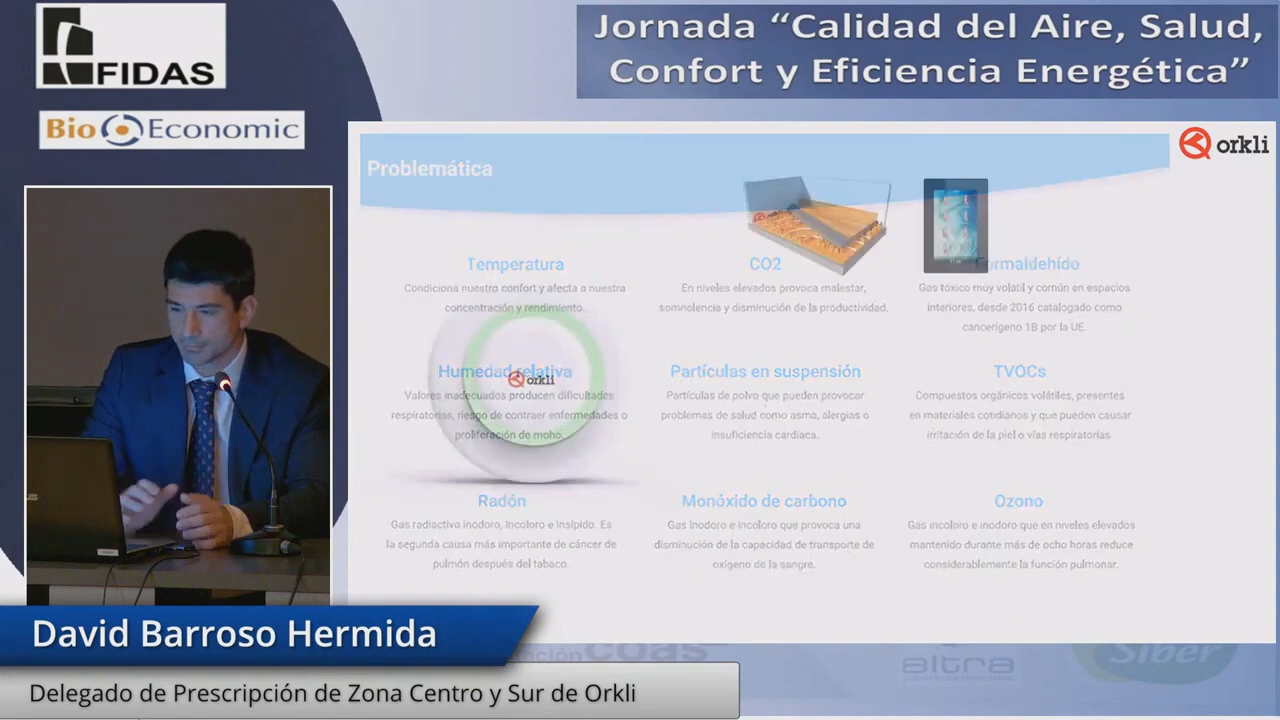 FIDAS
BioEconomic
Jornada “Calidad del Aire, Salud,
Confort y Eficiencia Energética”
orkli
Problemática
Temperatura
Condiciona nuestro confort y afecta a nuestra
concentración y rendimiento.
CO2
En niveles elevados provoca malestar,
somnolencia y disminución de la productividad.
Formaldehído
Gas tóxico muy volátil y común en espacios
interiores, desde 2016 catalogado como
cancerígeno 1B por la UE.
Humedad relativa
Valores inadecuados producen dificultades
respiratorias, riesgo de contraer enfermedades o
proliferación de moho.
orkli
Partículas en suspensión
Partículas de polvo que pueden provocar
problemas de salud como asma, alergias o
insuficiencia cardíaca.
TVOCs
Compuestos orgánicos volátiles, presentes
en materiales cotidianos y que pueden causar
irritación de la piel o vías respiratorias
Radón
Gas radiactivo inodoro, incoloro e insípido. Es
la segunda causa más importante de cáncer de
pulmón después del tabaco.
Monóxido de carbono
Gas inodoro e incoloro que provoca una
disminución de la capacidad de transporte de
oxígeno de la sangre.
Ozono
Gas incoloro e inodoro que en niveles elevados
mantenido durante más de ocho horas reduce
considerablemente la función pulmonar.
David Barroso Hermida
Delegado de Prescripción de Zona Centro y Sur de Orkli
coas
altra
Siber